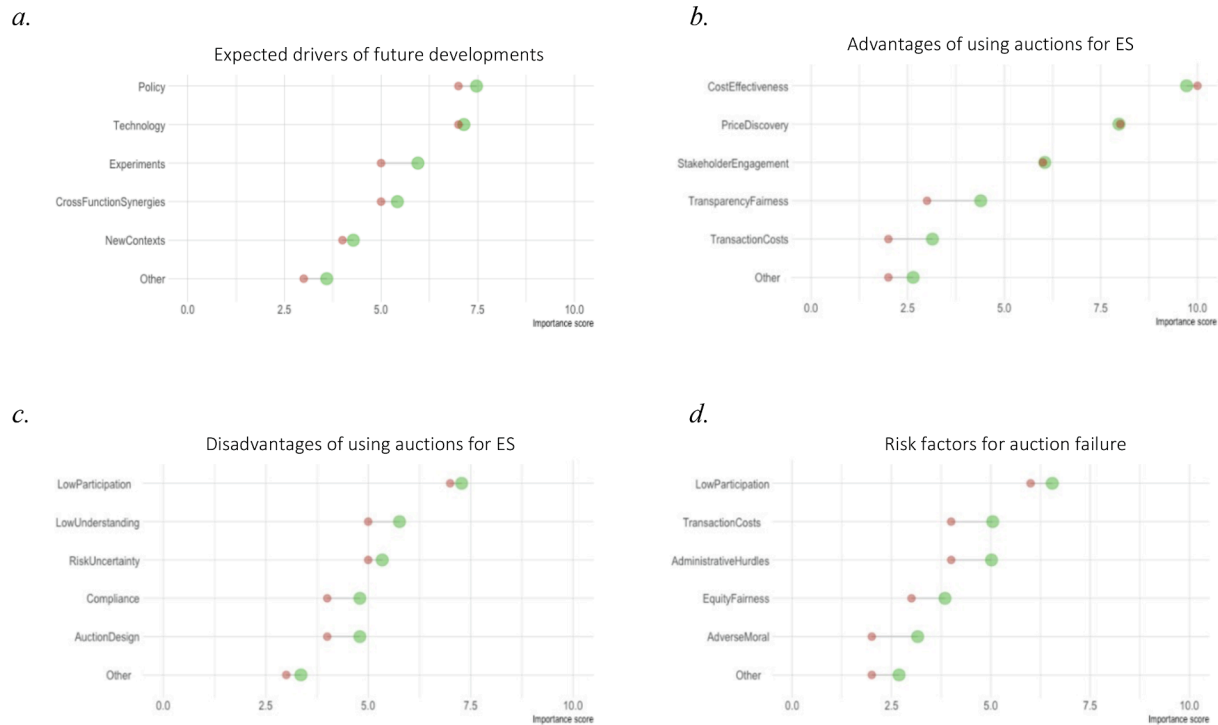 a.
Expected drivers of future developments
Policy
Technology
Experiments
CrossFunctionSynergies
NewContexts
Other
0.0 2.5 5.0 7.5 10.0
Importance score
b.
Advantages of using auctions for ES
CostEffectiveness
PriceDiscovery
StakeholderEngagement
TransparencyFairness
TransactionCosts
Other
0.0 2.5 5.0 7.5 10.0
Importance score
c.
Disadvantages of using auctions for ES
LowParticipation
LowUnderstanding
RiskUncertainty
Compliance
AuctionDesign
Other
0.0 2.5 5.0 7.5 10.0
Importance score
d.
Risk factors for auction failure
LowParticipation
TransactionCosts
AdministrativeHurdles
EquityFairness
AdverseMoral
Other
0.0 2.5 5.0 7.5 10.0
Importance score